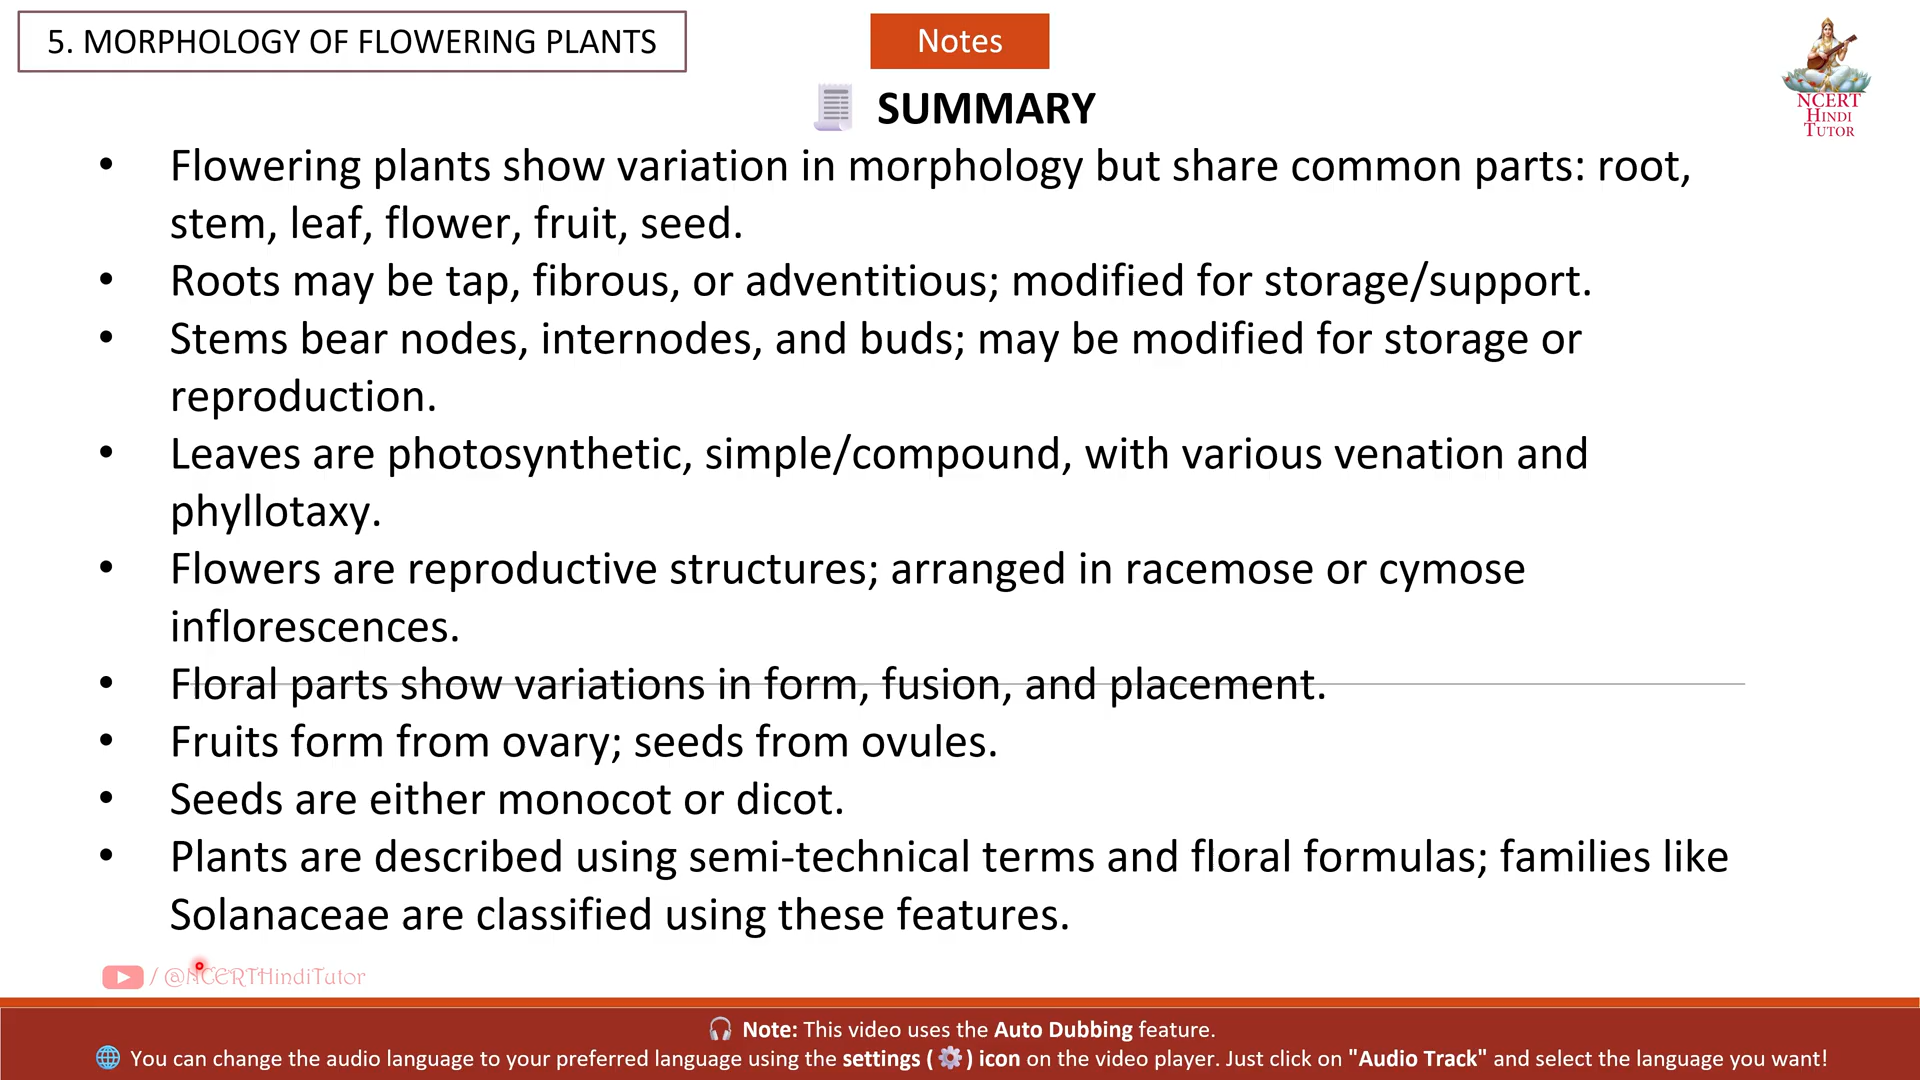 5. MORPHOLOGY OF FLOWERING PLANTS
Notes
NCERT
HINDI
TUTOR
SUMMARY
• Flowering plants show variation in morphology but share common parts: root,
stem, leaf, flower, fruit, seed.
• Roots may be tap, fibrous, or adventitious; modified for storage/support.
• Stems bear nodes, internodes, and buds; may be modified for storage or
reproduction.
• Leaves are photosynthetic, simple/compound, with various venation and
phyllotaxy.
• Flowers are reproductive structures; arranged in racemose or cymose
inflorescences.
• Floral parts show variations in form, fusion, and placement.
• Fruits form from ovary; seeds from ovules.
• Seeds are either monocot or dicot.
• Plants are described using semi-technical terms and floral formulas; families like
Solanaceae are classified using these features.
/ @NCERTHindiTutor
Note: This video uses the Auto Dubbing feature.
You can change the audio language to your preferred language using the settings ( ) icon on the video player. Just click on "Audio Track" and select the language you want!